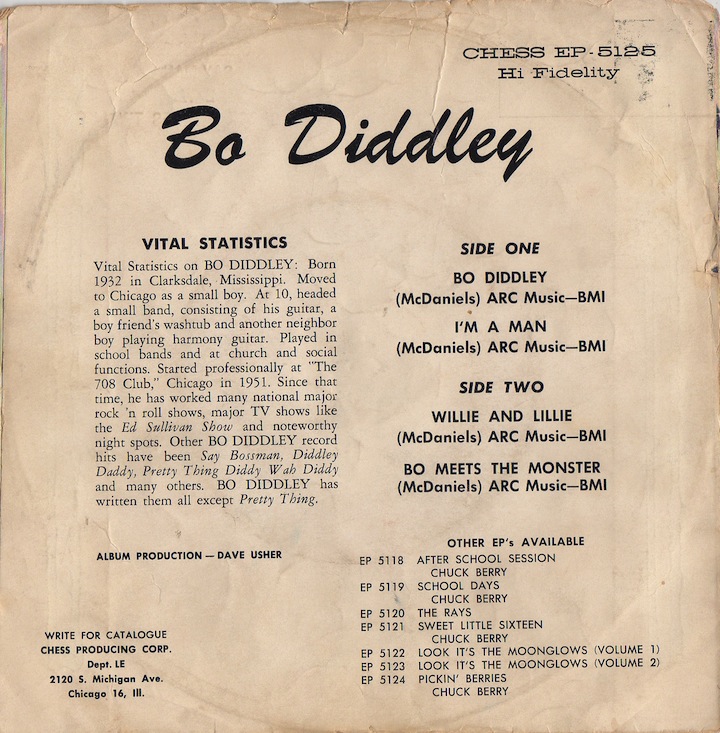 CHESS EP-5125
Hi Fidelity
Bo Diddley
VITAL STATISTICS
Vital Statistics on BO DIDDLEY: Born
1932 in Clarksdale, Mississippi. Moved
to Chicago as a small boy. At 10, headed
a small band, consisting of his guitar, a
boy friend's washtub and another neighbor
boy playing harmony guitar. Played in
school bands and at church and social
functions. Started professionally at "The
708 Club," Chicago in 1951. Since that
time, he has worked many national major
rock 'n roll shows, major TV shows like
the Ed Sullivan Show and noteworthy
night spots. Other BO DIDDLEY record
hits have been Say Bossman, Diddley
Daddy, Pretty Thing Diddy Wah Diddy
and many others. BO DIDDLEY has
written them all except Pretty Thing.
ALBUM PRODUCTION — DAVE USHER
WRITE FOR CATALOGUE
CHESS PRODUCING CORP.
Dept. LE
2120 S. Michigan Ave.
Chicago 16, Ill.
SIDE ONE
BO DIDDLEY
(McDaniels) ARC Music—BMI
I'M A MAN
(McDaniels) ARC Music—BMI
SIDE TWO
WILLIE AND LILLIE
(McDaniels) ARC Music—BMI
BO MEETS THE MONSTER
(McDaniels) ARC Music—BMI
OTHER EP's AVAILABLE
EP 5118 AFTER SCHOOL SESSION
CHUCK BERRY
EP 5119 SCHOOL DAYS
CHUCK BERRY
EP 5120 THE RAYS
EP 5121 SWEET LITTLE SIXTEEN
CHUCK BERRY
EP 5122 LOOK IT'S THE MOONGLOWS (VOLUME 1)
EP 5123 LOOK IT'S THE MOONGLOWS (VOLUME 2)
EP 5124 PICKIN' BERRIES
CHUCK BERRY